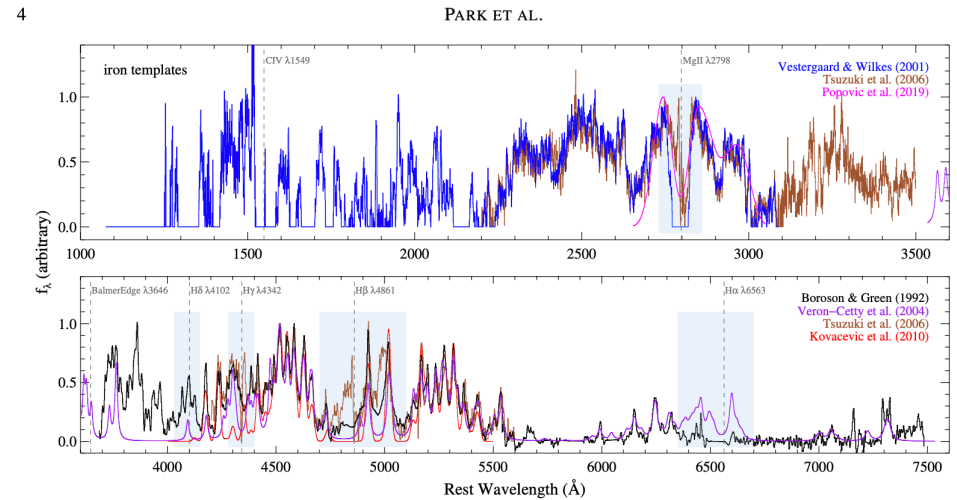 4
PARK ET AL.
iron templates
CIV λ1549
MgII λ2798
Vestergaard & Wilkes (2001)
Tsuzuki et al. (2006)
Popovic et al. (2019)
1.0
0.5
0.0
1000
1500
2000
2500
3000
3500
fλ (arbitrary)
BalmerEdge λ3646
Hδ λ4102
Hγ λ4342
Hβ λ4861
Hα λ6563
Boroson & Green (1992)
Veron−Cetty et al. (2004)
Tsuzuki et al. (2006)
Kovacevic et al. (2010)
1.0
0.5
0.0
4000
4500
5000
5500
6000
6500
7000
7500
Rest Wavelength (Å)